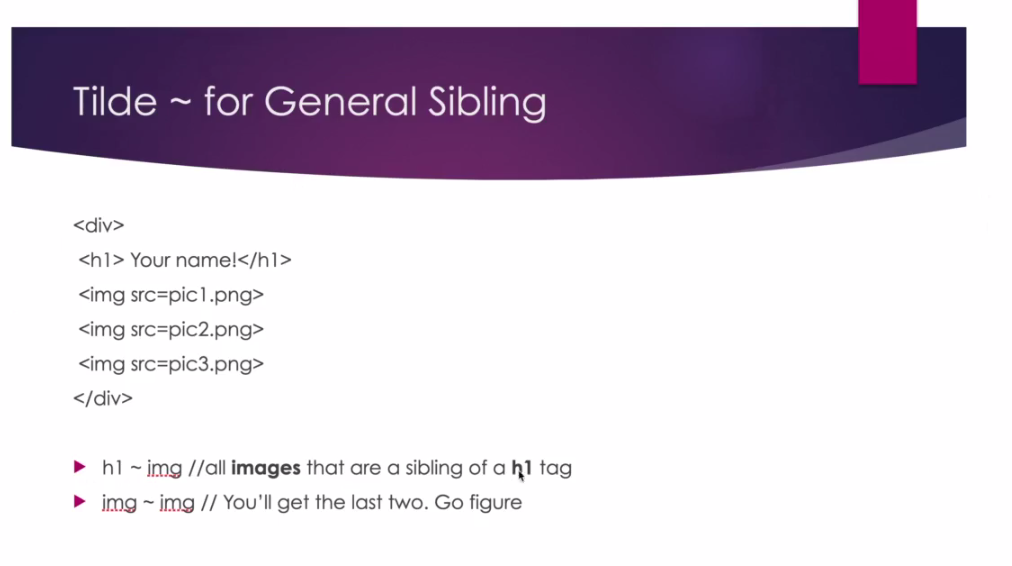 Tilde ~ for General Sibling
<div>
<h1> Your name!</h1>
<img src=pic1.png>
<img src=pic2.png>
<img src=pic3.png>
</div>
h1 ~ img //all images that are a sibling of a h1 tag
img ~ img // You'll get the last two. Go figure